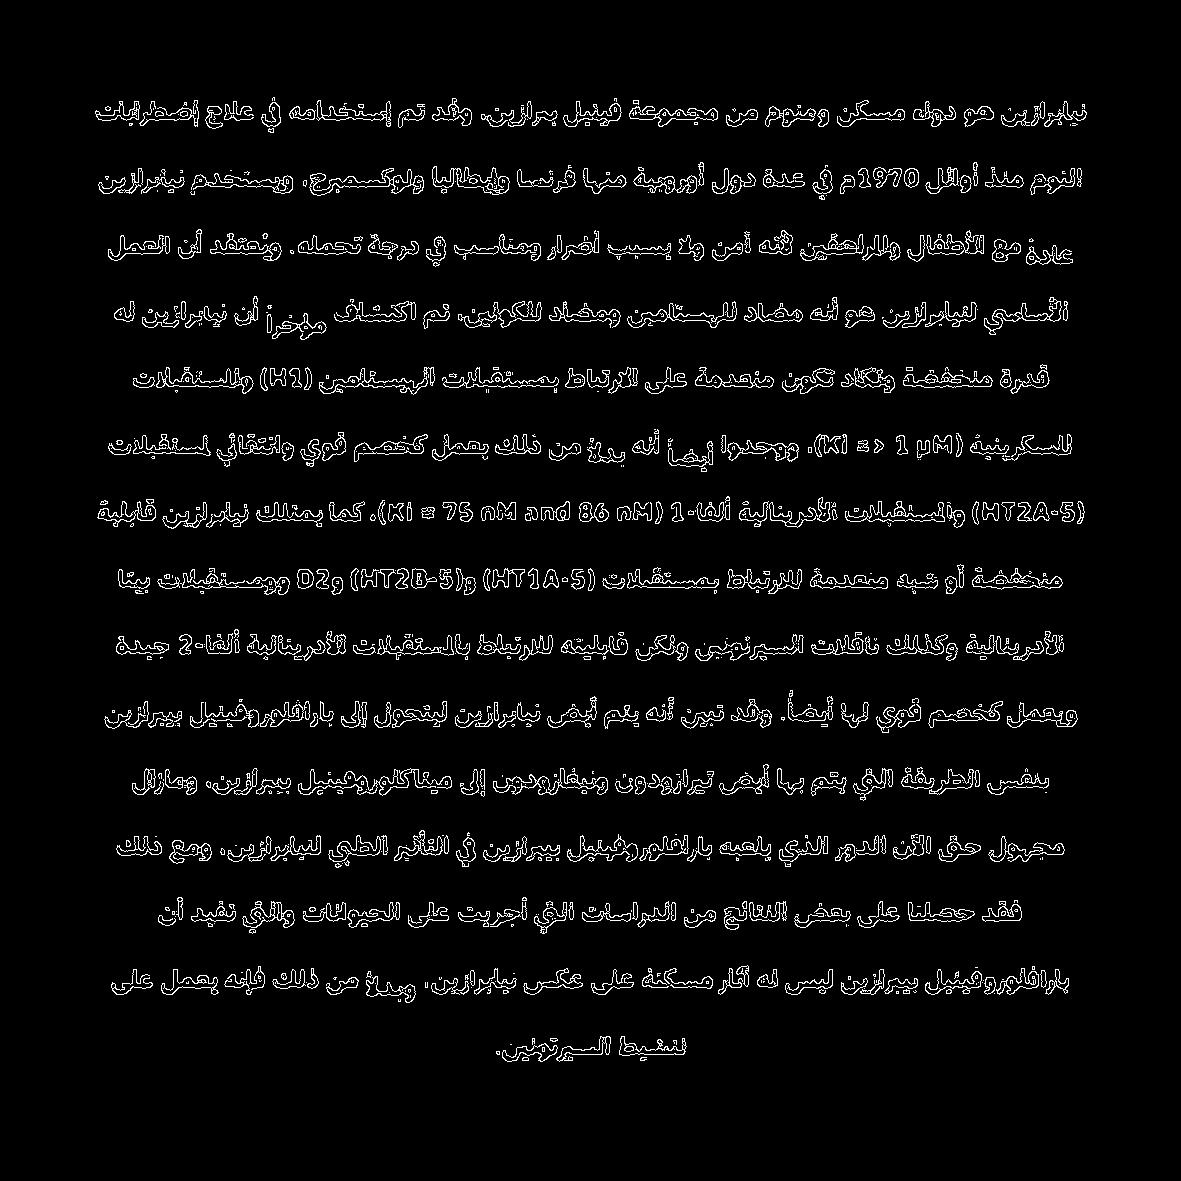 نيابرازين هو دواء مسكن ومنوم من مجموعة فينيل بيرازين. وقد تم إستخدامه في علاج إضطرابات
النوم منذ أوائل 1970م في عدة دول أوروبية منها فرنسا وإيطاليا ولوكسمبرج. ويستخدم نيابرازين
عادة مع الأطفال والمراهقين لأنه أمن ولا يسبب أضرار ومناسب في درجة تحمله. ويُعتقد أن العمل
الأساسي لنيابرازين هو أنه مضاد للهستامين ومضاد للكولين. تم اكتشاف مؤخراً أن نيابرازين له
قدرة منخفضة وتكاد تكون منعدمة على الارتباط بمستقبلات الهيستامين (H1) والمستقبلات
المسكرينية (Ki => 1 µM). ووجدوا أيضاً أنه بدلاً من ذلك يعمل كخصم قوي وانتقائي لمستقبلات
(HT2A-5) والمستقبلات الأدرينالية ألفا-1 (Ki = 75 nM and 86 nM). كما يمتلك نيابرازين قابلية
منخفضة أو شبه منعدمة للارتباط بمستقبلات (HT1A-5) و(HT2B-5) وD2 وومستقبلات بيتا
الأدرينالية وكذلك ناقلات السيرتونين ولكن قابليته للارتباط بالمستقبلات الأدرينالية ألفا-2 جيدة
ويعمل كخصم قوي لها أيضاً. وقد تبين أنه يتم أيض نيابرازين ليتحول إلى بارافلوروفينيل بيبرازين
بنفس الطريقة التي يتم بها أيض تيرازودون ونيفازودون إلى ميتاكلوروفينيل بيبرازين. ومازال
مجهول حتى الآن الدور الذي يلعبه بارافلوروفينيل بيبرازين في التأثير الطبي لنيابرازين. ومع ذلك
فقد حصلنا على بعض النتائج من الدراسات التي أجريت على الحيوانات والتي تفيد أن
بارافلوروفينيل بيبرازين ليس له آثار مسكنة على عكس نيابرازين. وبدلاً من ذلك فإنه يعمل على
تنشيط السيرتونين.